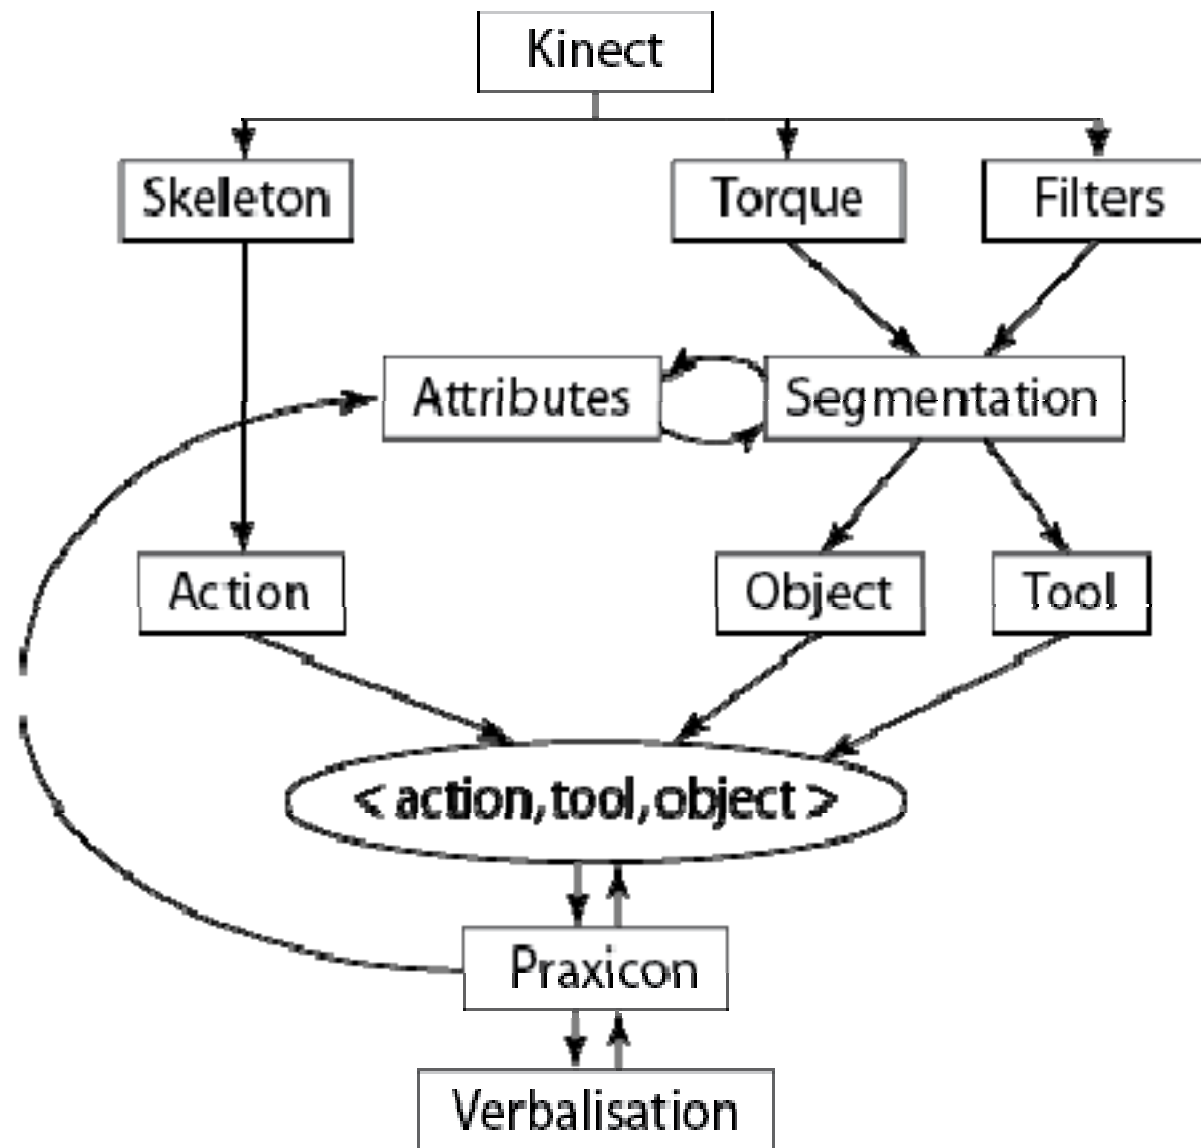 Kinect
Skeleton
Torque
Filters
Attributes
Segmentation
Action
Object
Tool
< action, tool, object >
Praxicon
Verbalisation